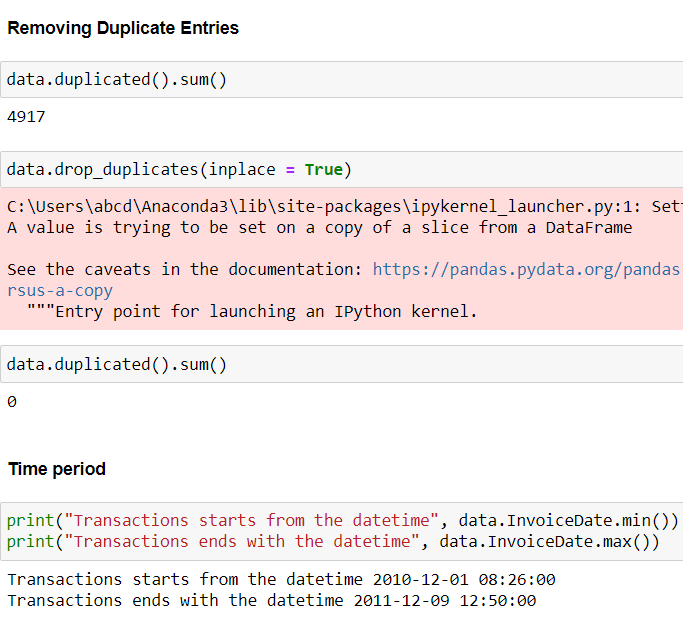 Removing Duplicate Entries
data.duplicated().sum()
4917
data.drop_duplicates(inplace = True)
C:\Users\abcd\Anaconda3\lib\site-packages\ipykernel_launcher.py:1: Set
A value is trying to be set on a copy of a slice from a DataFrame
See the caveats in the documentation: https://pandas.pydata.org/pandas
rsus-a-copy
"""Entry point for launching an IPython kernel.
data.duplicated().sum()
0
Time period
print("Transactions starts from the datetime", data.InvoiceDate.min())
print("Transactions ends with the datetime", data.InvoiceDate.max())
Transactions starts from the datetime 2010-12-01 08:26:00
Transactions ends with the datetime 2011-12-09 12:50:00